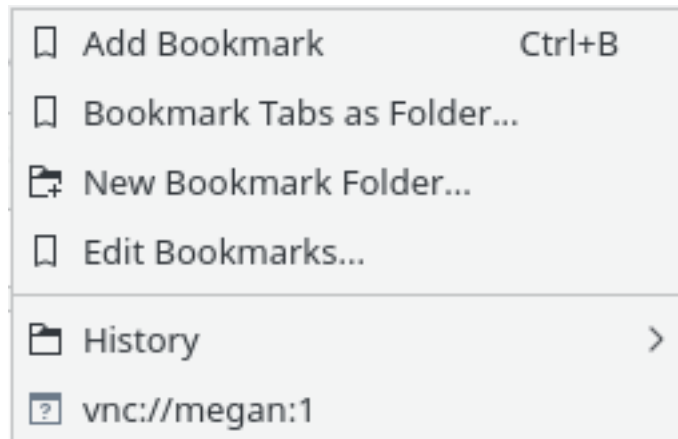 Add Bookmark Ctrl+B
Bookmark Tabs as Folder...
New Bookmark Folder...
Edit Bookmarks...
History
vnc://megan:1